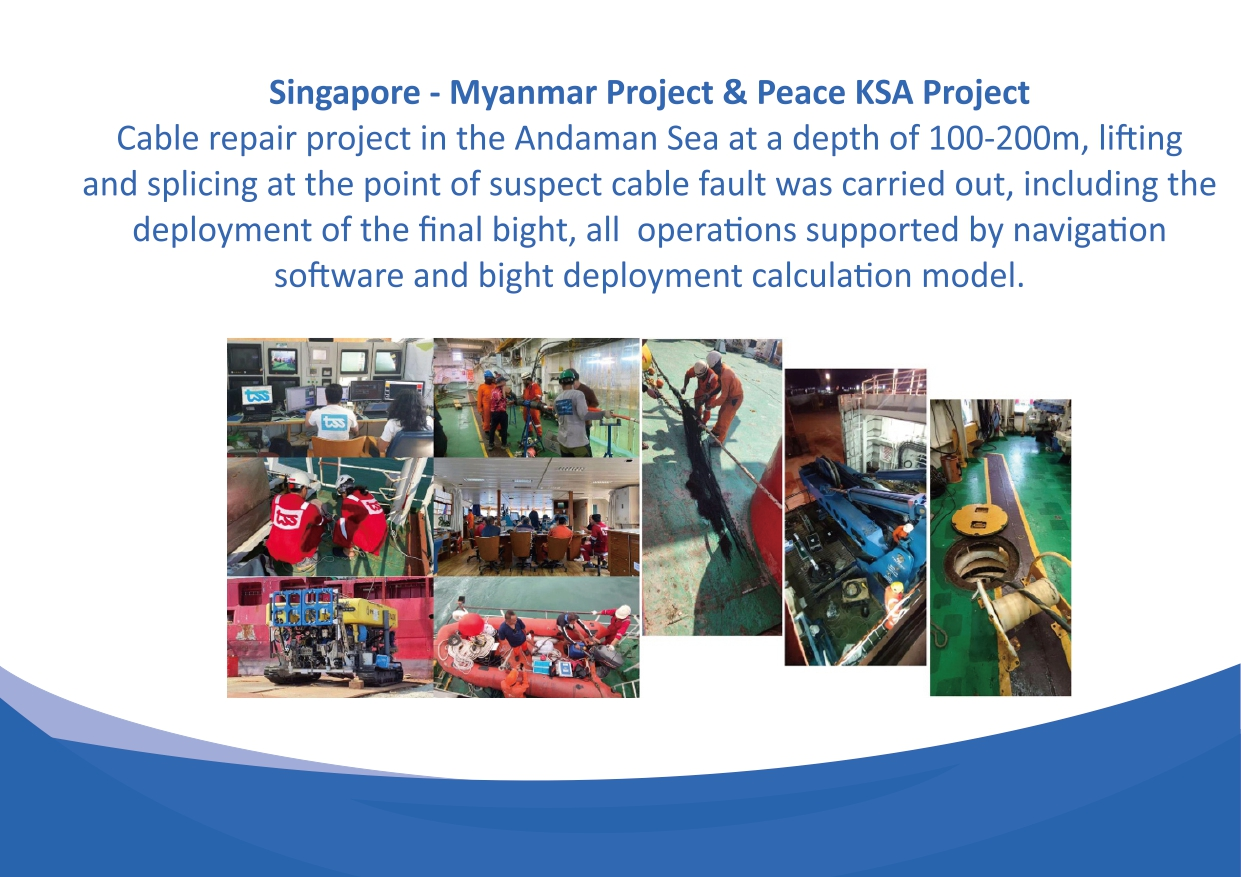 Singapore - Myanmar Project & Peace KSA Project
Cable repair project in the Andaman Sea at a depth of 100-200m, lifting
and splicing at the point of suspect cable fault was carried out, including the
deployment of the final bight, all  operations supported by navigation
software and bight deployment calculation model.
tss
tss
tss
tss